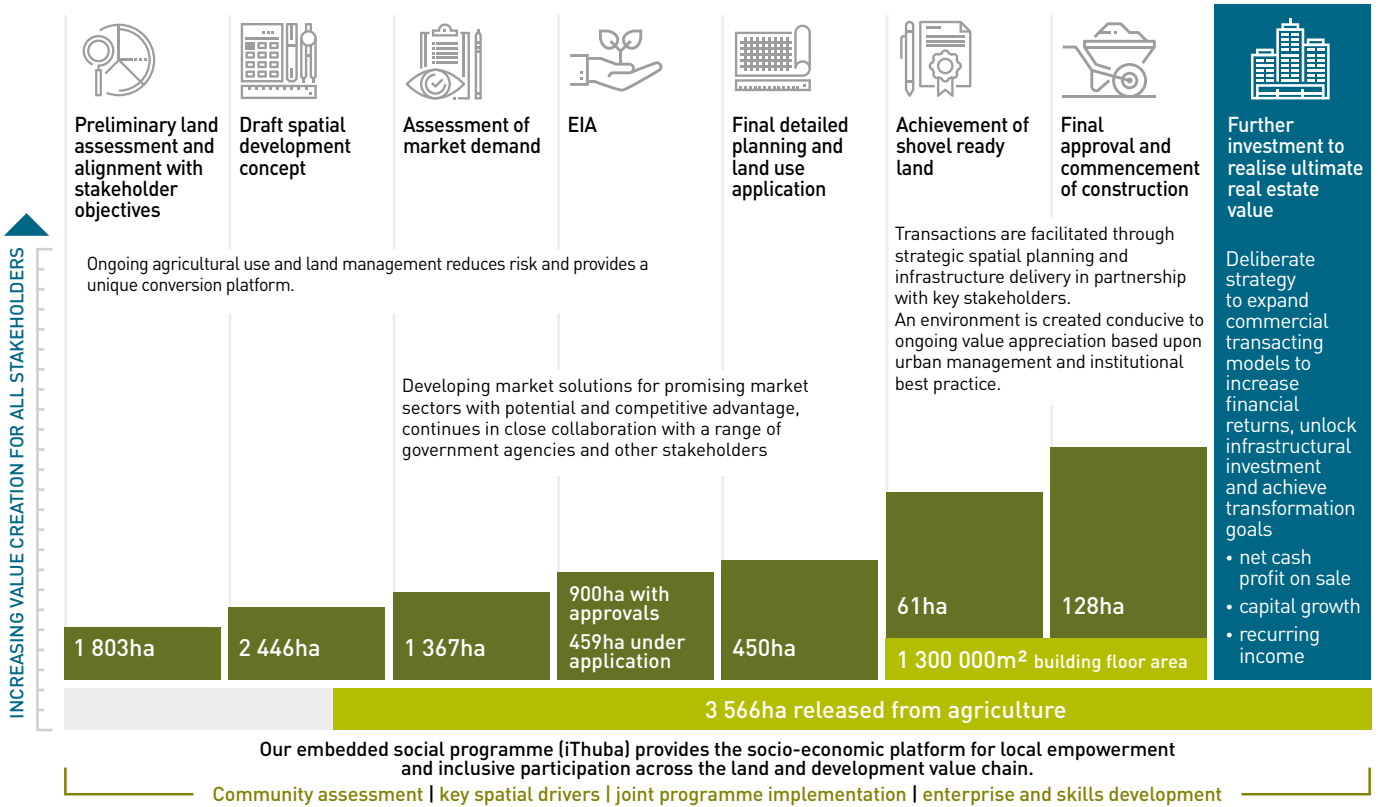 Preliminary land
assessment and
alignment with
stakeholder
objectives
Draft spatial
development
concept
Assessment of
market demand
EIA
Final detailed
planning and
land use
application
Achievement of
shovel ready
land
Final
approval and
commencement
of construction
Further
investment to
realise ultimate
real estate
value
INCREASING VALUE CREATION FOR ALL STAKEHOLDERS
Ongoing agricultural use and land management reduces risk and provides a
unique conversion platform.
Developing market solutions for promising market
sectors with potential and competitive advantage,
continues in close collaboration with a range of
government agencies and other stakeholders
Transactions are facilitated through
strategic spatial planning and
infrastructure delivery in partnership
with key stakeholders.
An environment is created conducive to
ongoing value appreciation based upon
urban management and institutional
best practice.
Deliberate
strategy
to expand
commercial
transacting
models to
increase
financial
returns, unlock
infrastructural
investment
and achieve
transformation
goals
• net cash
profit on sale
• capital growth
• recurring
income
1 803ha
2 446ha
1 367ha
900ha with
approvals
459ha under
application
450ha
61ha
128ha
1 300 000m² building floor area
3 566ha released from agriculture
Our embedded social programme (iThuba) provides the socio-economic platform for local empowerment
and inclusive participation across the land and development value chain.
Community assessment | key spatial drivers | joint programme implementation | enterprise and skills development